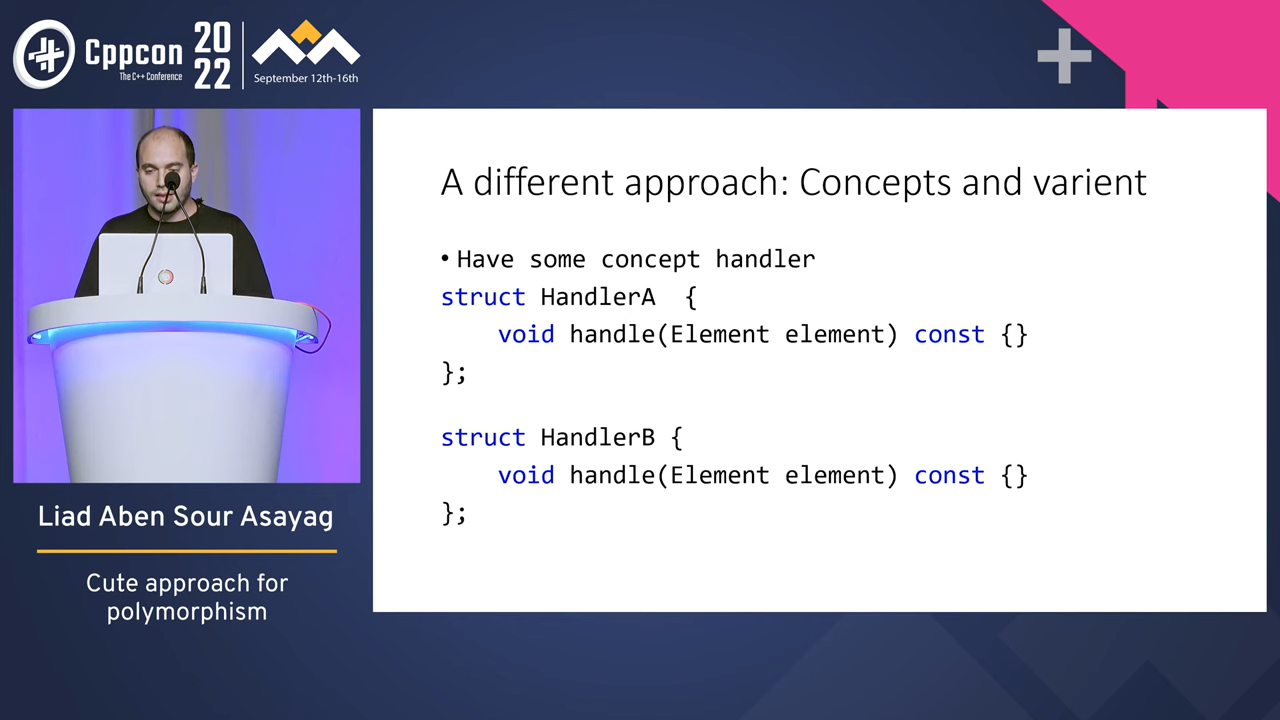 Cppcon
The C++ Conference
20
22
September 12th-16th
A different approach: Concepts and varient
• Have some concept handler
struct HandlerA  {
    void handle(Element element) const {}
};
struct HandlerB {
    void handle(Element element) const {}
};
Liad Aben Sour Asayag
Cute approach for
polymorphism